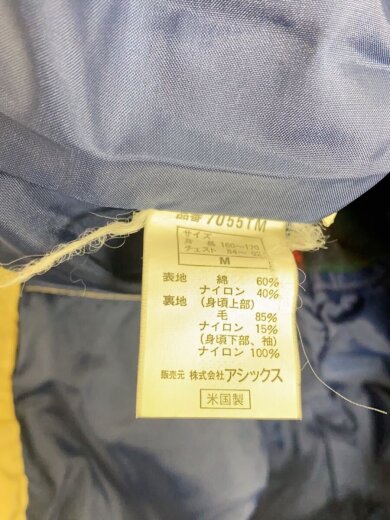 品番 70551M
サイズ
身長 160〜170
チェスト 84〜92
M
表地 綿 60%
ナイロン 40%
裏地 (身頃上部)
毛 85%
ナイロン 15%
(身頃下部、袖)
ナイロン 100%
販売元 株式会社アシックス
米国製